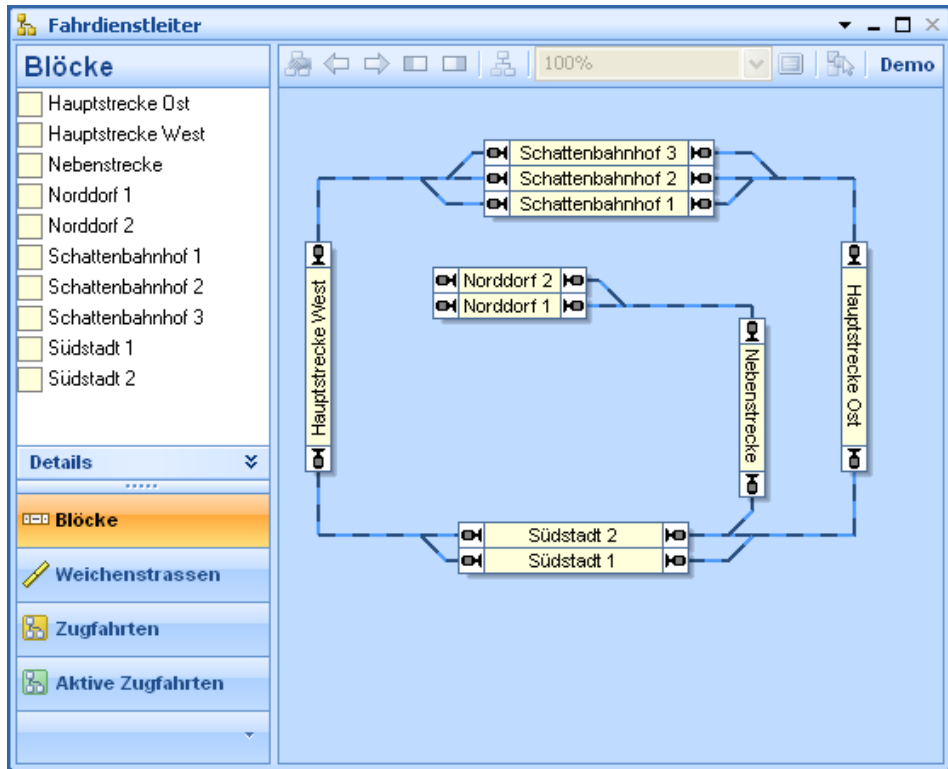 Fahrdienstleiter
Blöcke
100%
Demo
Hauptstrecke Ost
Hauptstrecke West
Nebenstrecke
Norddorf 1
Norddorf 2
Schattenbahnhof 1
Schattenbahnhof 2
Schattenbahnhof 3
Südstadt 1
Südstadt 2
Details
Blöcke
Weichenstrassen
Zugfahrten
Aktive Zugfahrten
Schattenbahnhof 3
Schattenbahnhof 2
Schattenbahnhof 1
Norddorf 2
Norddorf 1
Hauptstrecke West
Nebenstrecke
Hauptstrecke Ost
Südstadt 2
Südstadt 1